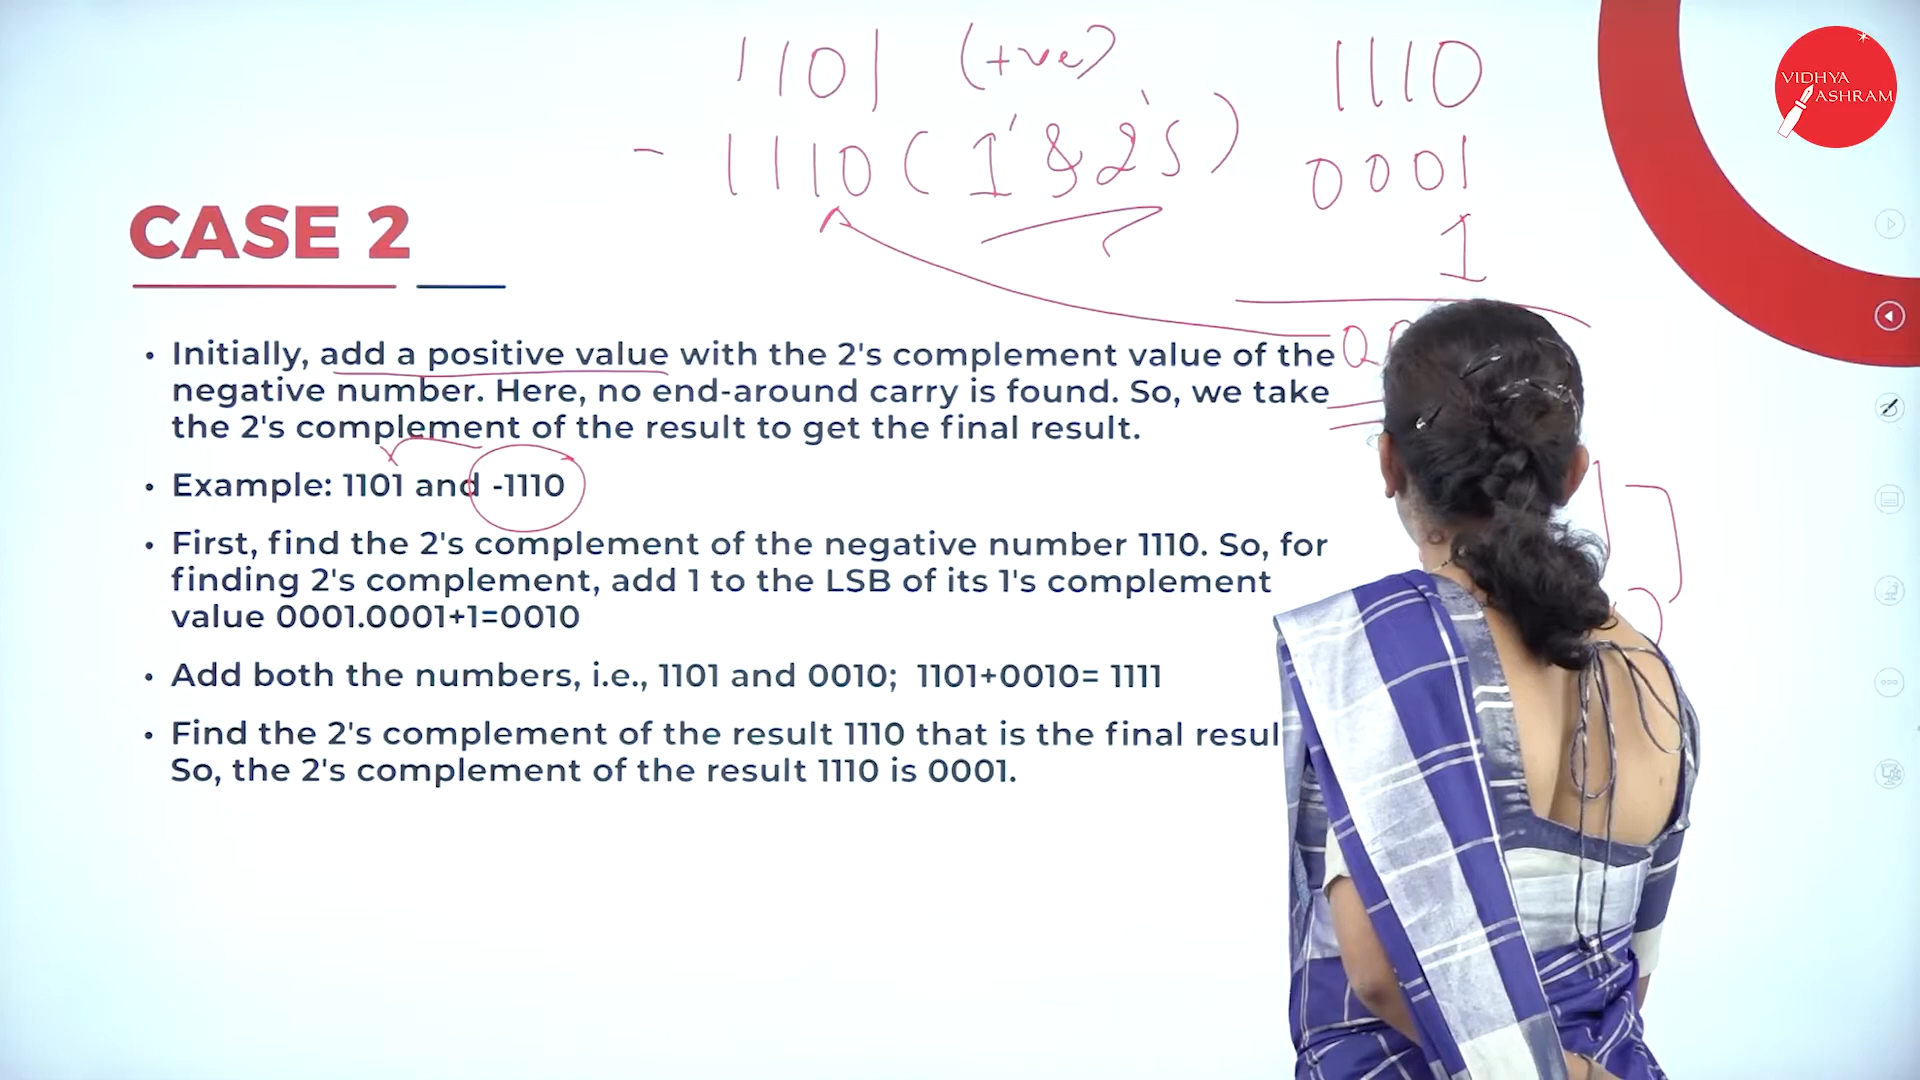 1101 (+ve) 1110
- 1110 ( 1' & 2's ) 0001
1
VIDHYA
ASHRAM
CASE 2
• Initially, add a positive value with the 2's complement value of the
negative number. Here, no end-around carry is found. So, we take
the 2's complement of the result to get the final result.
• Example: 1101 and -1110
• First, find the 2's complement of the negative number 1110. So, for
finding 2's complement, add 1 to the LSB of its 1's complement
value 0001.0001+1=0010
• Add both the numbers, i.e., 1101 and 0010; 1101+0010= 1111
• Find the 2's complement of the result 1110 that is the final
So, the 2's complement of the result 1110 is 0001.